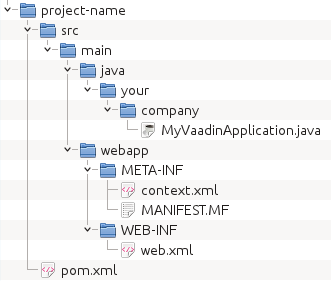 project-name
src
main
java
your
company
MyVaadinApplication.java
webapp
META-INF
context.xml
MANIFEST.MF
WEB-INF
web.xml
pom.xml